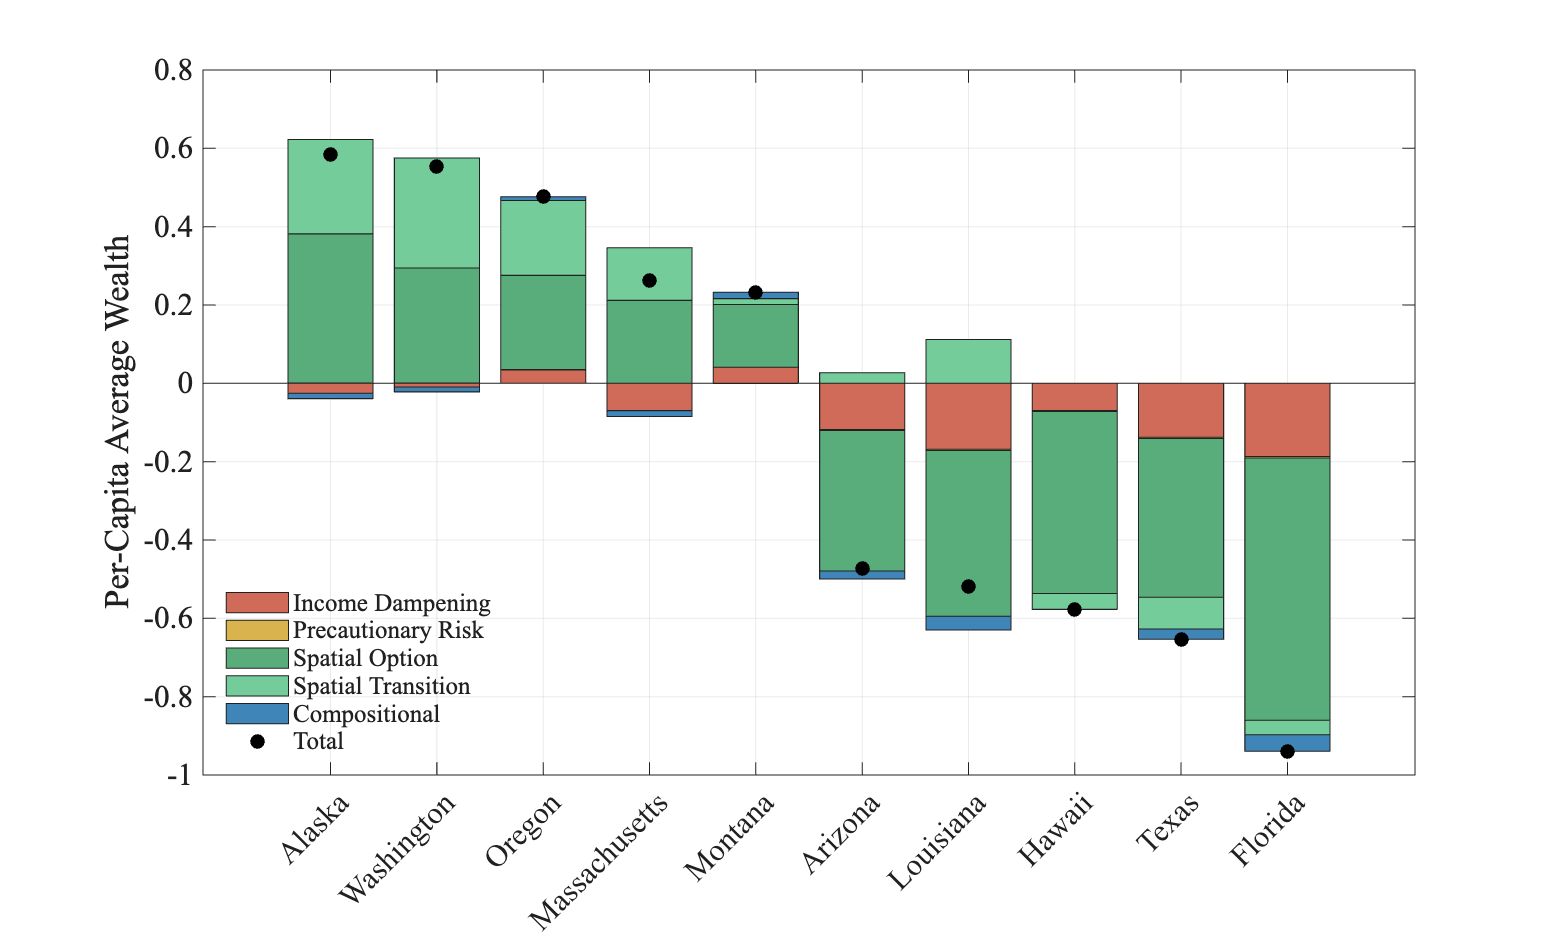 0.8
0.6
0.4
0.2
0
-0.2
-0.4
-0.6
-0.8
-1
Per-Capita Average Wealth
Income Dampening
Precautionary Risk
Spatial Option
Spatial Transition
Compositional
Total
Alaska
Washington
Oregon
Massachusetts
Montana
Arizona
Louisiana
Hawaii
Texas
Florida